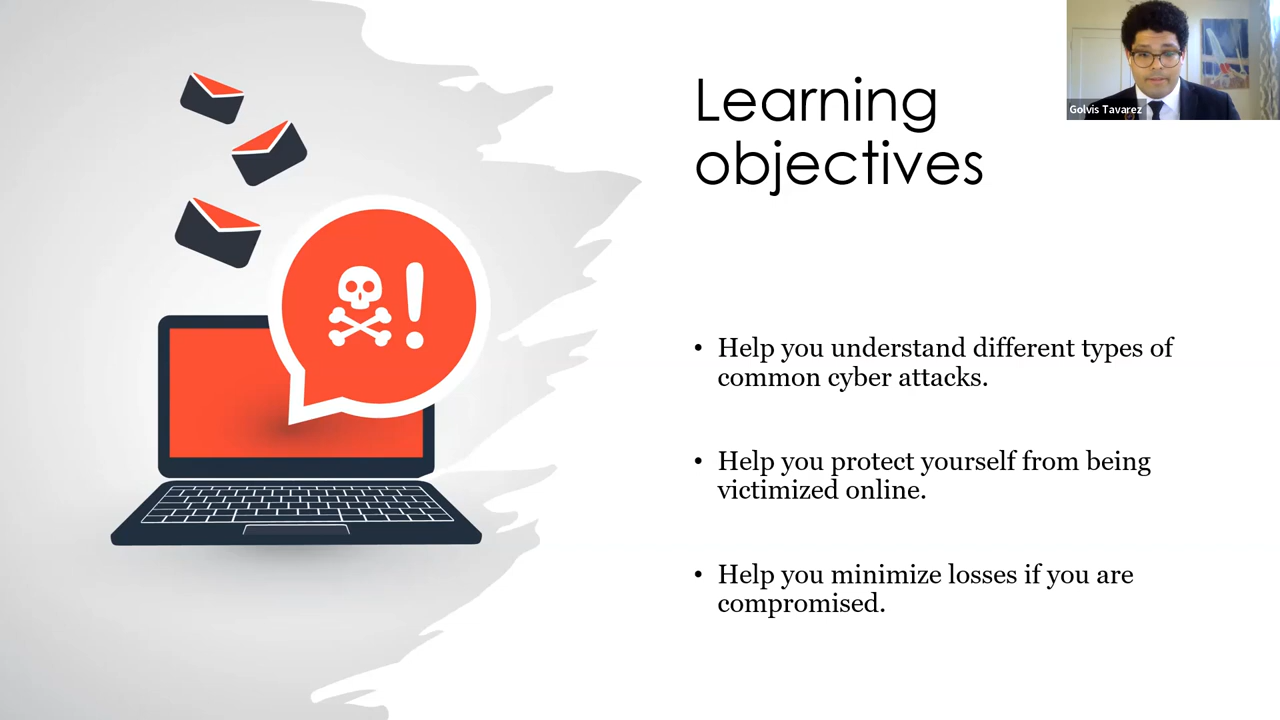 Learning
objectives
Golvis Tavarez
• Help you understand different types of
common cyber attacks.
• Help you protect yourself from being
victimized online.
• Help you minimize losses if you are
compromised.